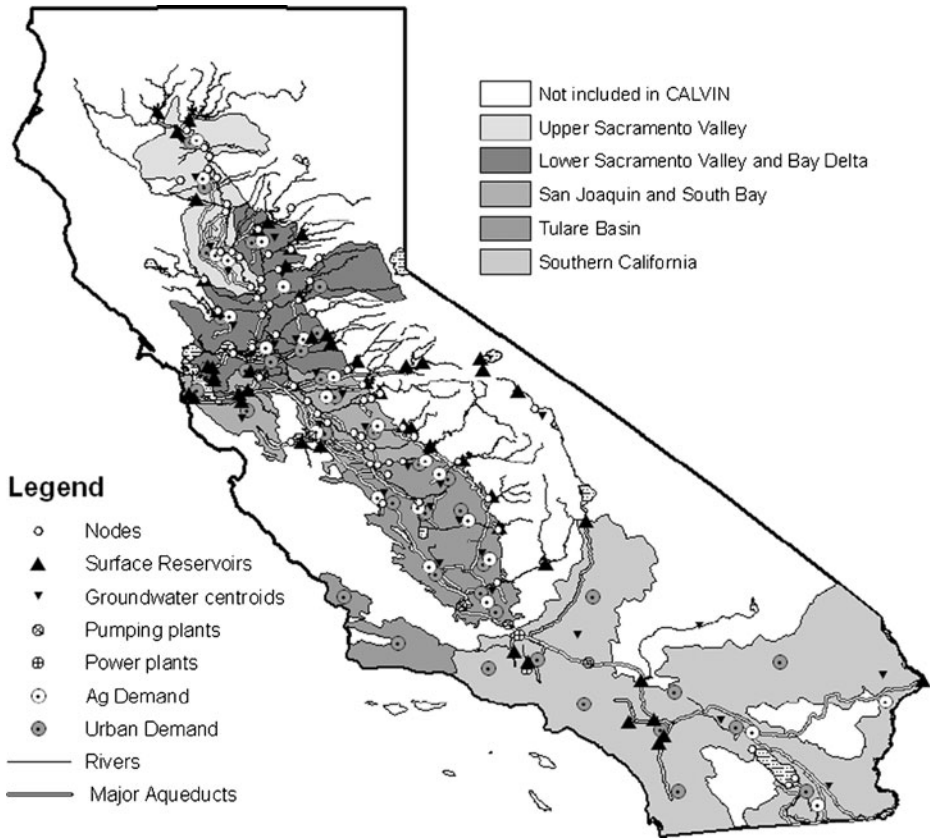 Not included in CALVIN
Upper Sacramento Valley
Lower Sacramento Valley and Bay Delta
San Joaquin and South Bay
Tulare Basin
Southern California
Legend
Nodes
Surface Reservoirs
Groundwater centroids
Pumping plants
Power plants
Ag Demand
Urban Demand
Rivers
Major Aqueducts